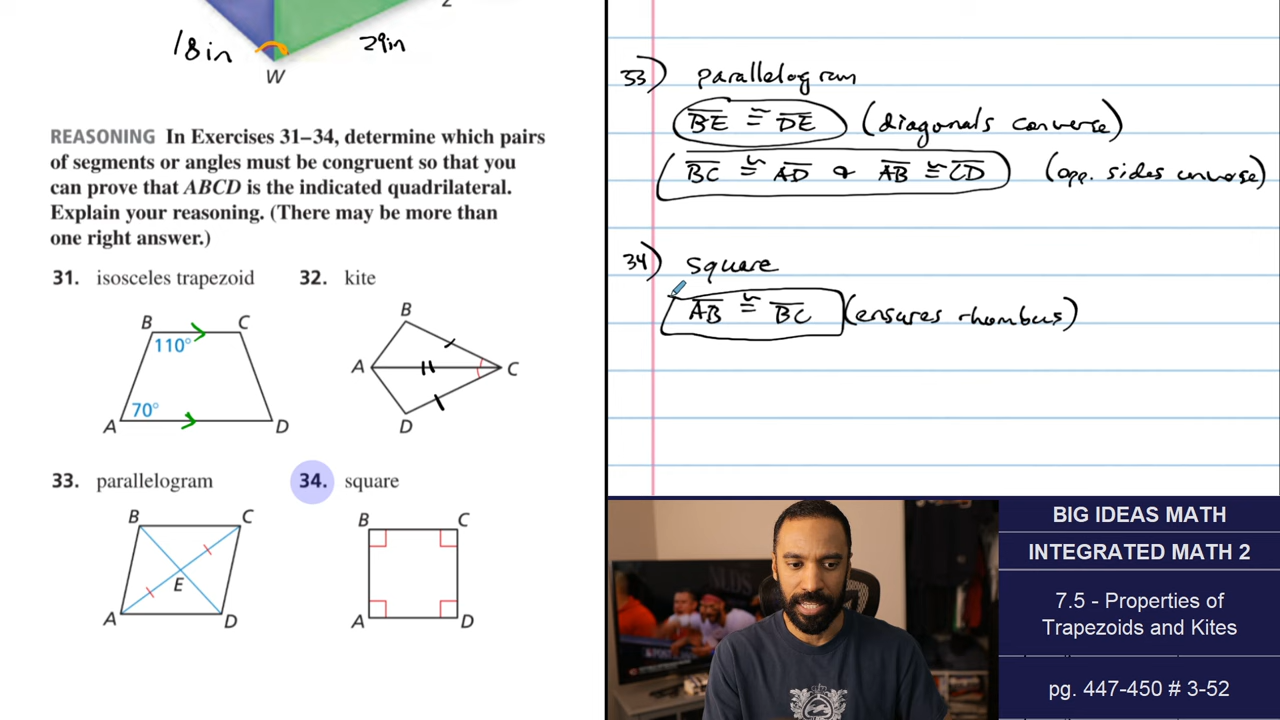 18in
29in
W
REASONING In Exercises 31–34, determine which pairs
of segments or angles must be congruent so that you
can prove that ABCD is the indicated quadrilateral.
Explain your reasoning. (There may be more than
one right answer.)
31. isosceles trapezoid
B C
110°
70°
A D
32. kite
B
A C
D
33. parallelogram
B C
E
A D
34. square
B C
A D
33) parallelogram
BE ≅ DE (diagonals converse)
BC ≅ AD & AB ≅ CD (opp. sides converse)
34) square
AB ≅ BC (ensures rhombus)
BIG IDEAS MATH
INTEGRATED MATH 2
7.5 - Properties of
Trapezoids and Kites
pg. 447-450 # 3-52